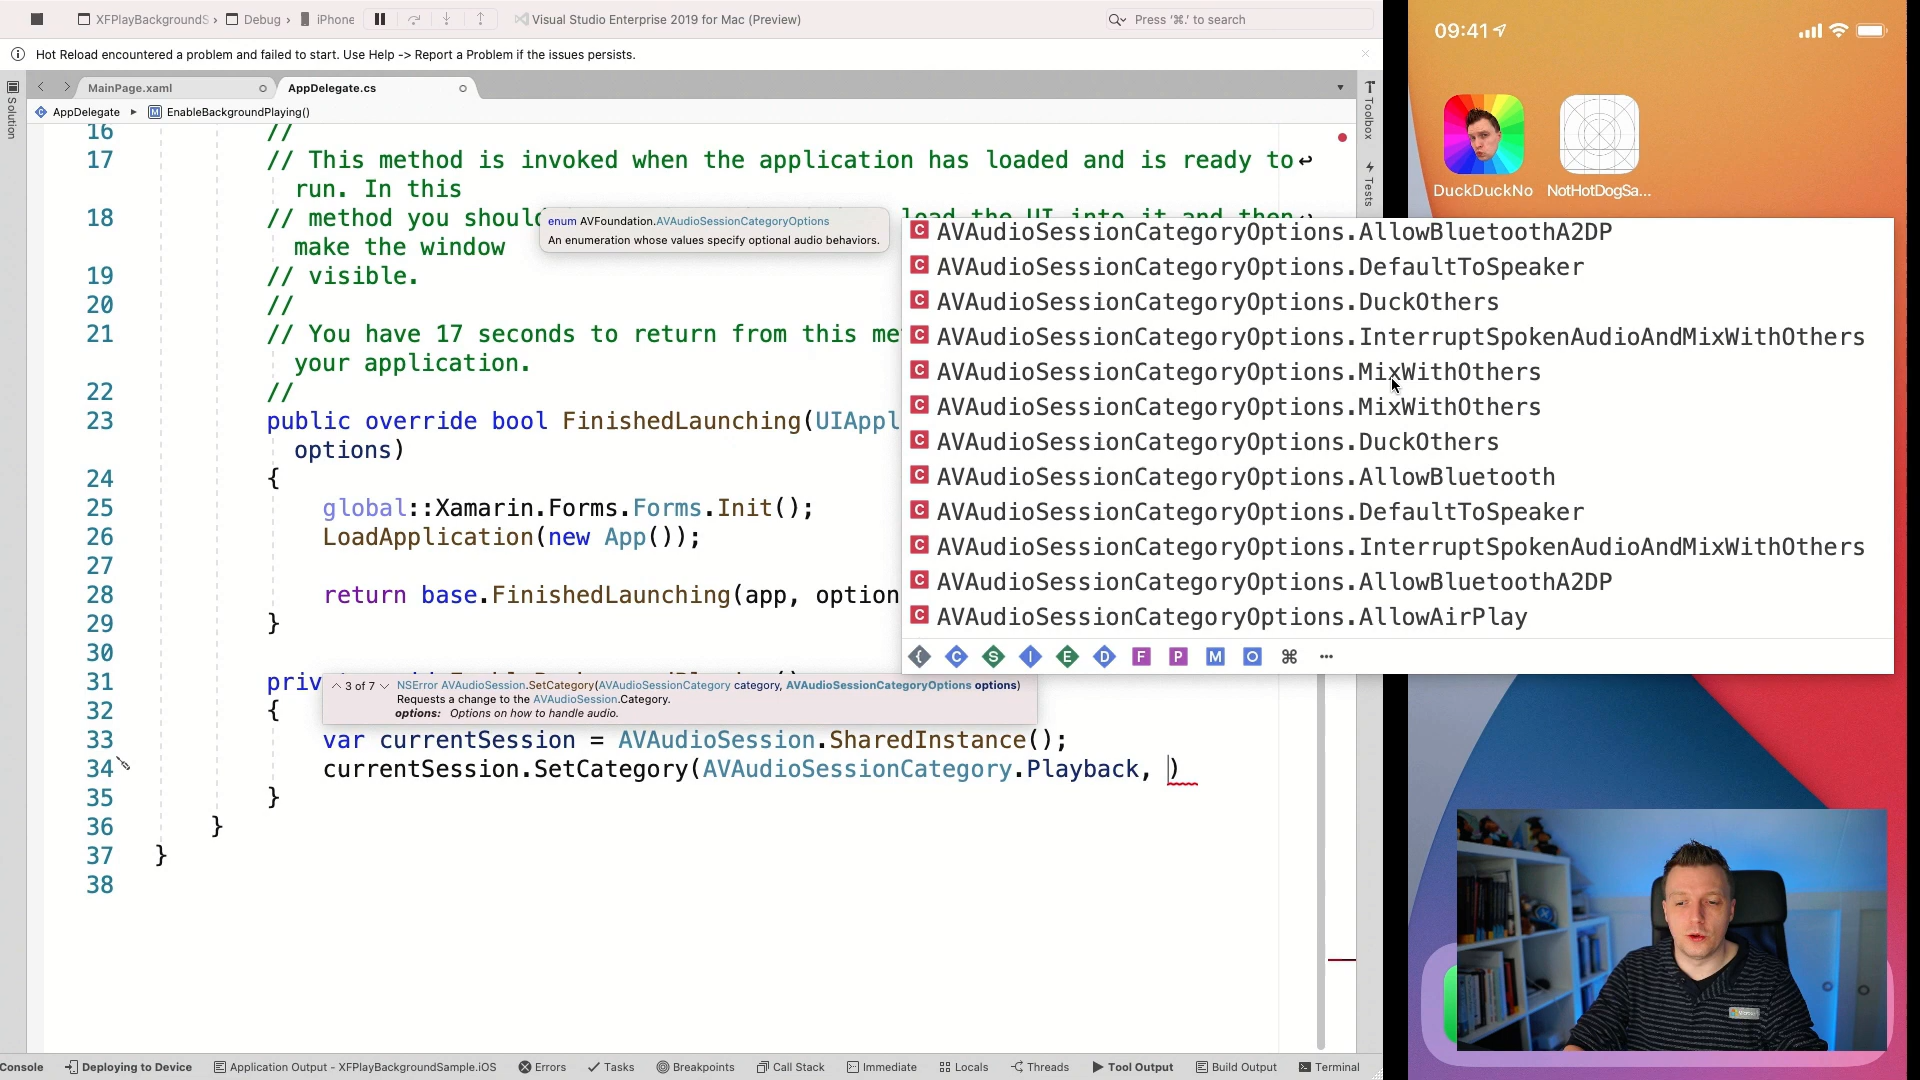 XFPlayBackgroundS > Debug > iPhone
Visual Studio Enterprise 2019 for Mac (Preview)
Press '⌘.' to search
Hot Reload encountered a problem and failed to start. Use Help -> Report a Problem if the issues persists.
Solution
MainPage.xaml
AppDelegate.cs
AppDelegate
EnableBackgroundPlaying()
Toolbox
Tests
16 //
17 // This method is invoked when the application has loaded and is ready to
run. In this
18 // method you should load the UI into it and then
make the window
19 // visible.
20 //
21 // You have 17 seconds to return from this me
your application.
22 //
23 public override bool FinishedLaunching(UIAppl
options)
24 {
25 global::Xamarin.Forms.Forms.Init();
26 LoadApplication(new App());
27
28 return base.FinishedLaunching(app, option
29 }
30
31 priv
32 {
33 var currentSession = AVAudioSession.SharedInstance();
34 currentSession.SetCategory(AVAudioSessionCategory.Playback, )
35 }
36 }
37 }
38
enum AVFoundation.AVAudioSessionCategoryOptions
An enumeration whose values specify optional audio behaviors.
AVAudioSessionCategoryOptions.AllowBluetoothA2DP
AVAudioSessionCategoryOptions.DefaultToSpeaker
AVAudioSessionCategoryOptions.DuckOthers
AVAudioSessionCategoryOptions.InterruptSpokenAudioAndMixWithOthers
AVAudioSessionCategoryOptions.MixWithOthers
AVAudioSessionCategoryOptions.MixWithOthers
AVAudioSessionCategoryOptions.DuckOthers
AVAudioSessionCategoryOptions.AllowBluetooth
AVAudioSessionCategoryOptions.DefaultToSpeaker
AVAudioSessionCategoryOptions.InterruptSpokenAudioAndMixWithOthers
AVAudioSessionCategoryOptions.AllowBluetoothA2DP
AVAudioSessionCategoryOptions.AllowAirPlay
C S I E D F P M O ⌘ ...
3 of 7 NSError AVAudioSession.SetCategory(AVAudioSessionCategory category, AVAudioSessionCategoryOptions options)
Requests a change to the AVAudioSession.Category.
options: Options on how to handle audio.
Console
Deploying to Device
Application Output - XFPlayBackgroundSample.iOS
Errors
Tasks
Breakpoints
Call Stack
Immediate
Locals
Threads
Tool Output
Build Output
Terminal
09:41
DuckDuckNo
NotHotDogSa...